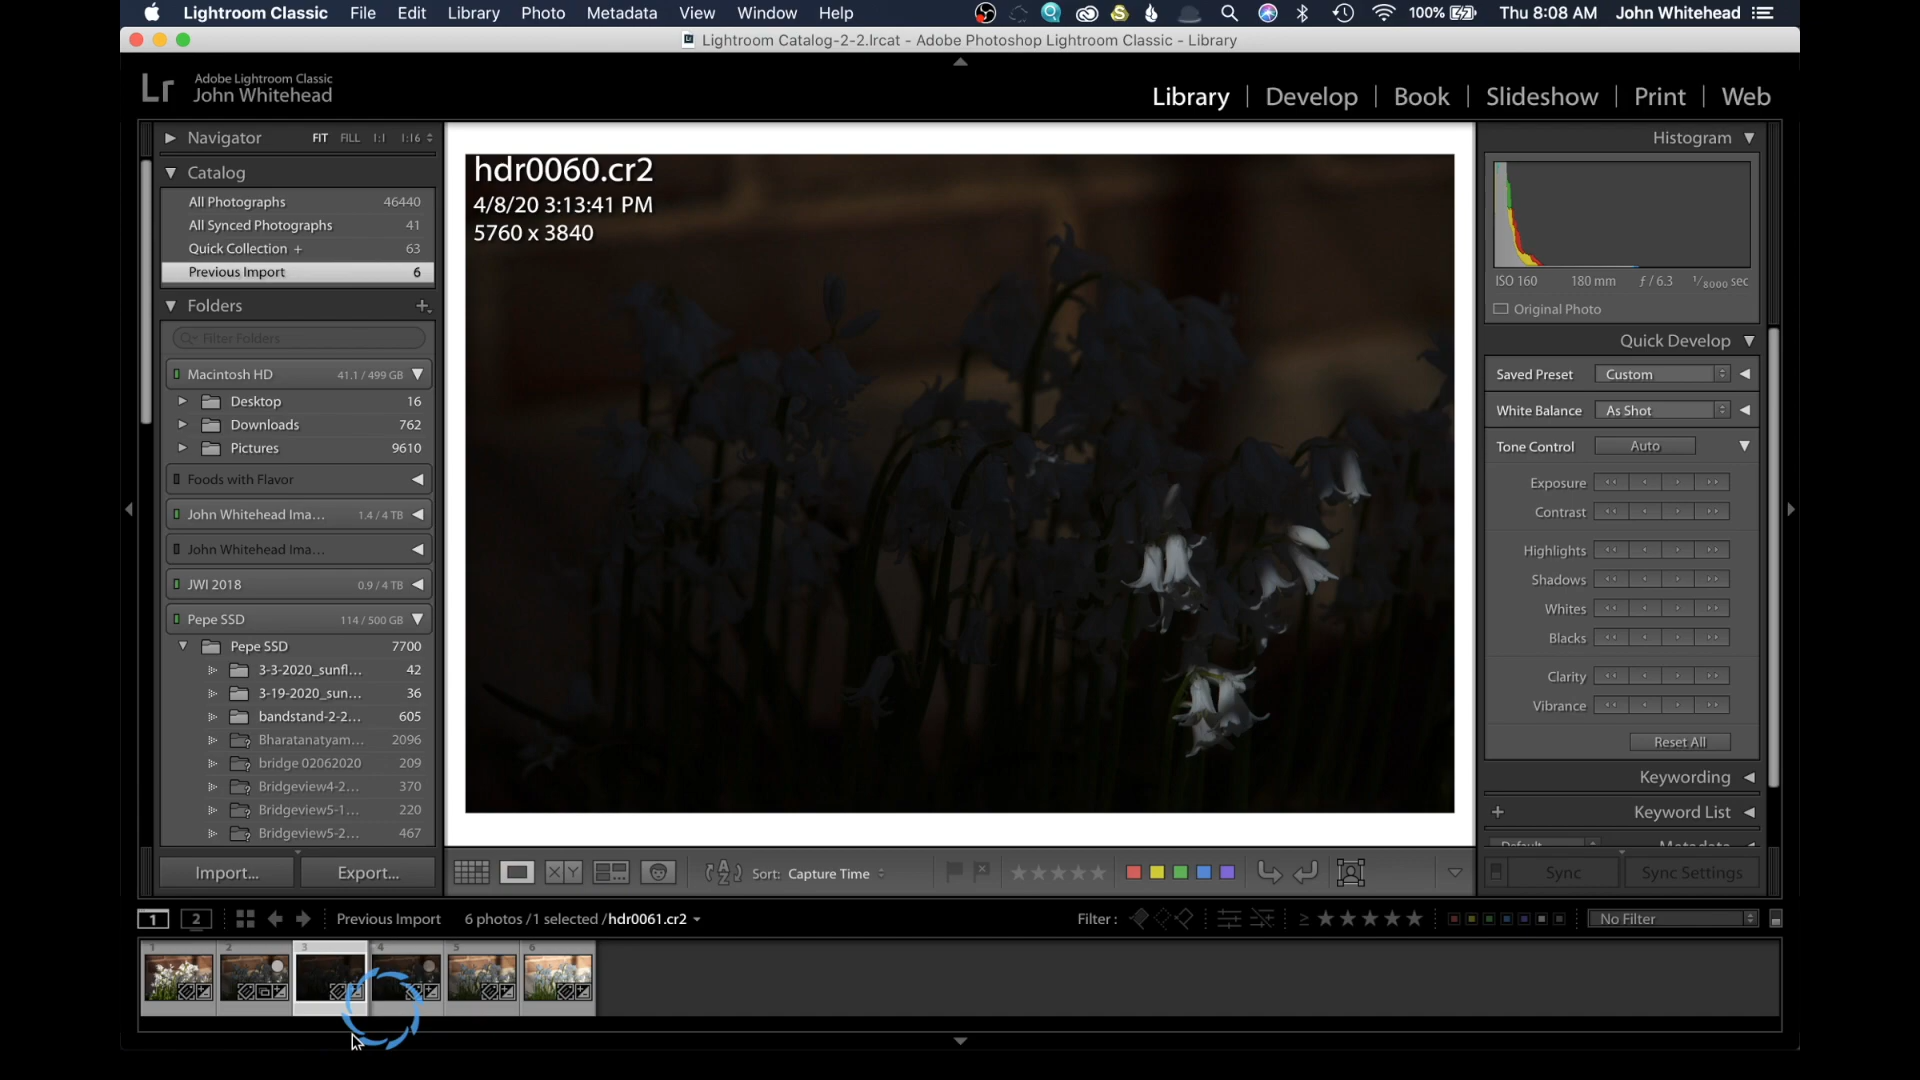 Lightroom Classic File Edit Library Photo Metadata View Window Help 100% Thu 8:08 AM John Whitehead
Lightroom Catalog-2-2.lrcat - Adobe Photoshop Lightroom Classic - Library
Lr Adobe Lightroom Classic
John Whitehead
Library | Develop | Book | Slideshow | Print | Web
Navigator FIT FILL 1:1 1:16
Catalog
All Photographs 46440
All Synced Photographs 41
Quick Collection + 63
Previous Import 6
Folders +
Filter Folders
Macintosh HD 41.1 / 499 GB
Desktop 16
Downloads 762
Pictures 9610
Foods with Flavor
John Whitehead Ima... 1.4 / 4 TB
John Whitehead Ima...
JWI 2018 0.9 / 4 TB
Pepe SSD 114 / 500 GB
Pepe SSD 7700
3-3-2020_sunfl... 42
3-19-2020_sun... 36
bandstand-2-2... 605
Bharatanatyam... 2096
bridge 02062020 209
Bridgeview4-2... 370
Bridgeview5-1... 220
Bridgeview5-2... 467
Import... Export...
hdr0060.cr2
4/8/20 3:13:41 PM
5760 x 3840
Histogram
ISO 160 180 mm f / 6.3 1/8000 sec
Original Photo
Quick Develop
Saved Preset Custom
White Balance As Shot
Tone Control Auto
Exposure
Contrast
Highlights
Shadows
Whites
Blacks
Clarity
Vibrance
Reset All
Keywording
+ Keyword List
Default Metadata
Sync Sync Settings
X Y A Z Sort: Capture Time
1 2 Previous Import 6 photos / 1 selected / hdr0061.cr2 Filter : ≥ No Filter
1 2 3 4 5 6